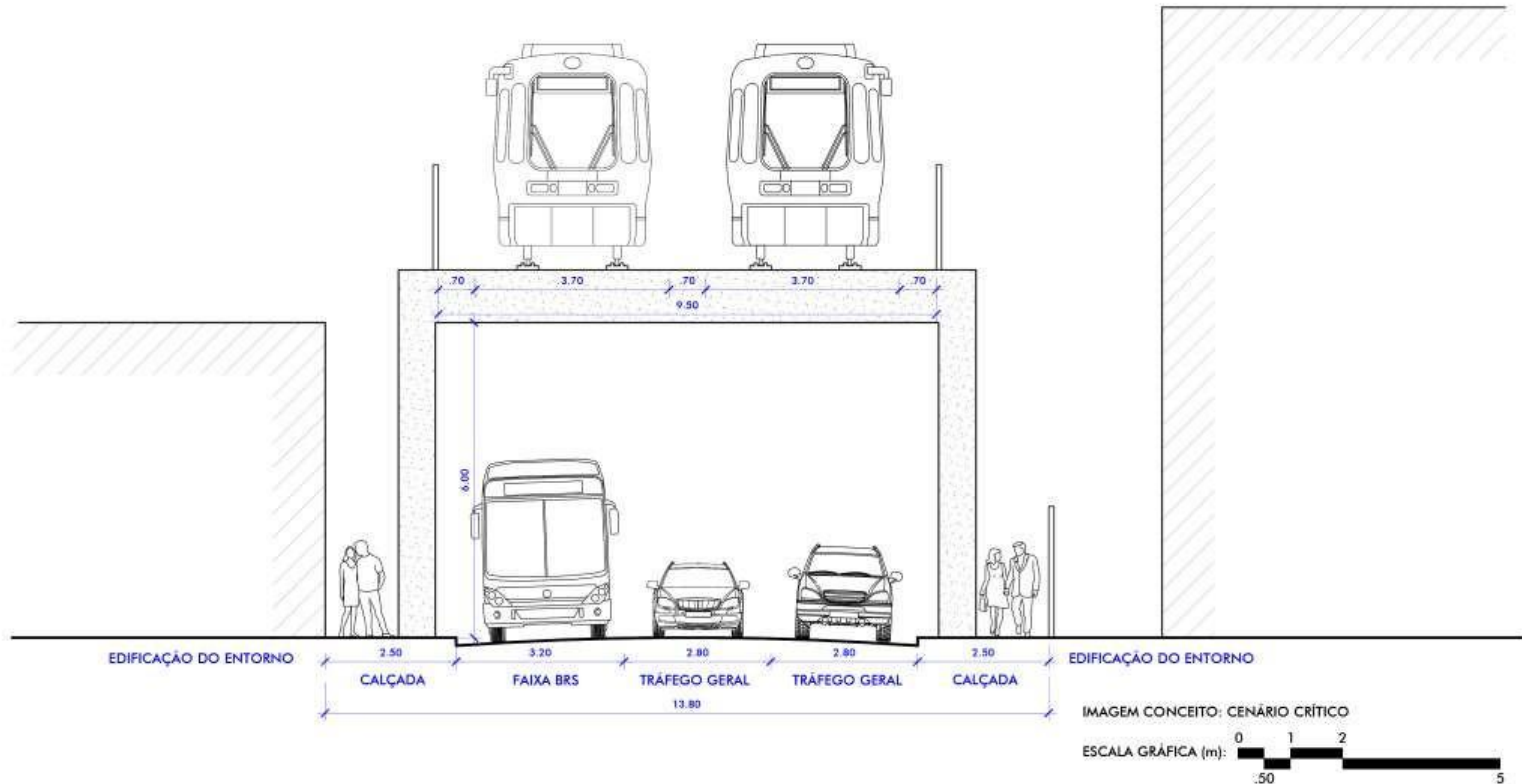 .70 3.70 .70 3.70 .70
9.50
6.00
2.50 3.20 2.80 2.80 2.50
EDIFICAÇÃO DO ENTORNO CALÇADA FAIXA BRS TRÁFEGO GERAL TRÁFEGO GERAL CALÇADA EDIFICAÇÃO DO ENTORNO
13.80
IMAGEM CONCEITO: CENÁRIO CRÍTICO
ESCALA GRÁFICA (m): 0 1 2
.50 5